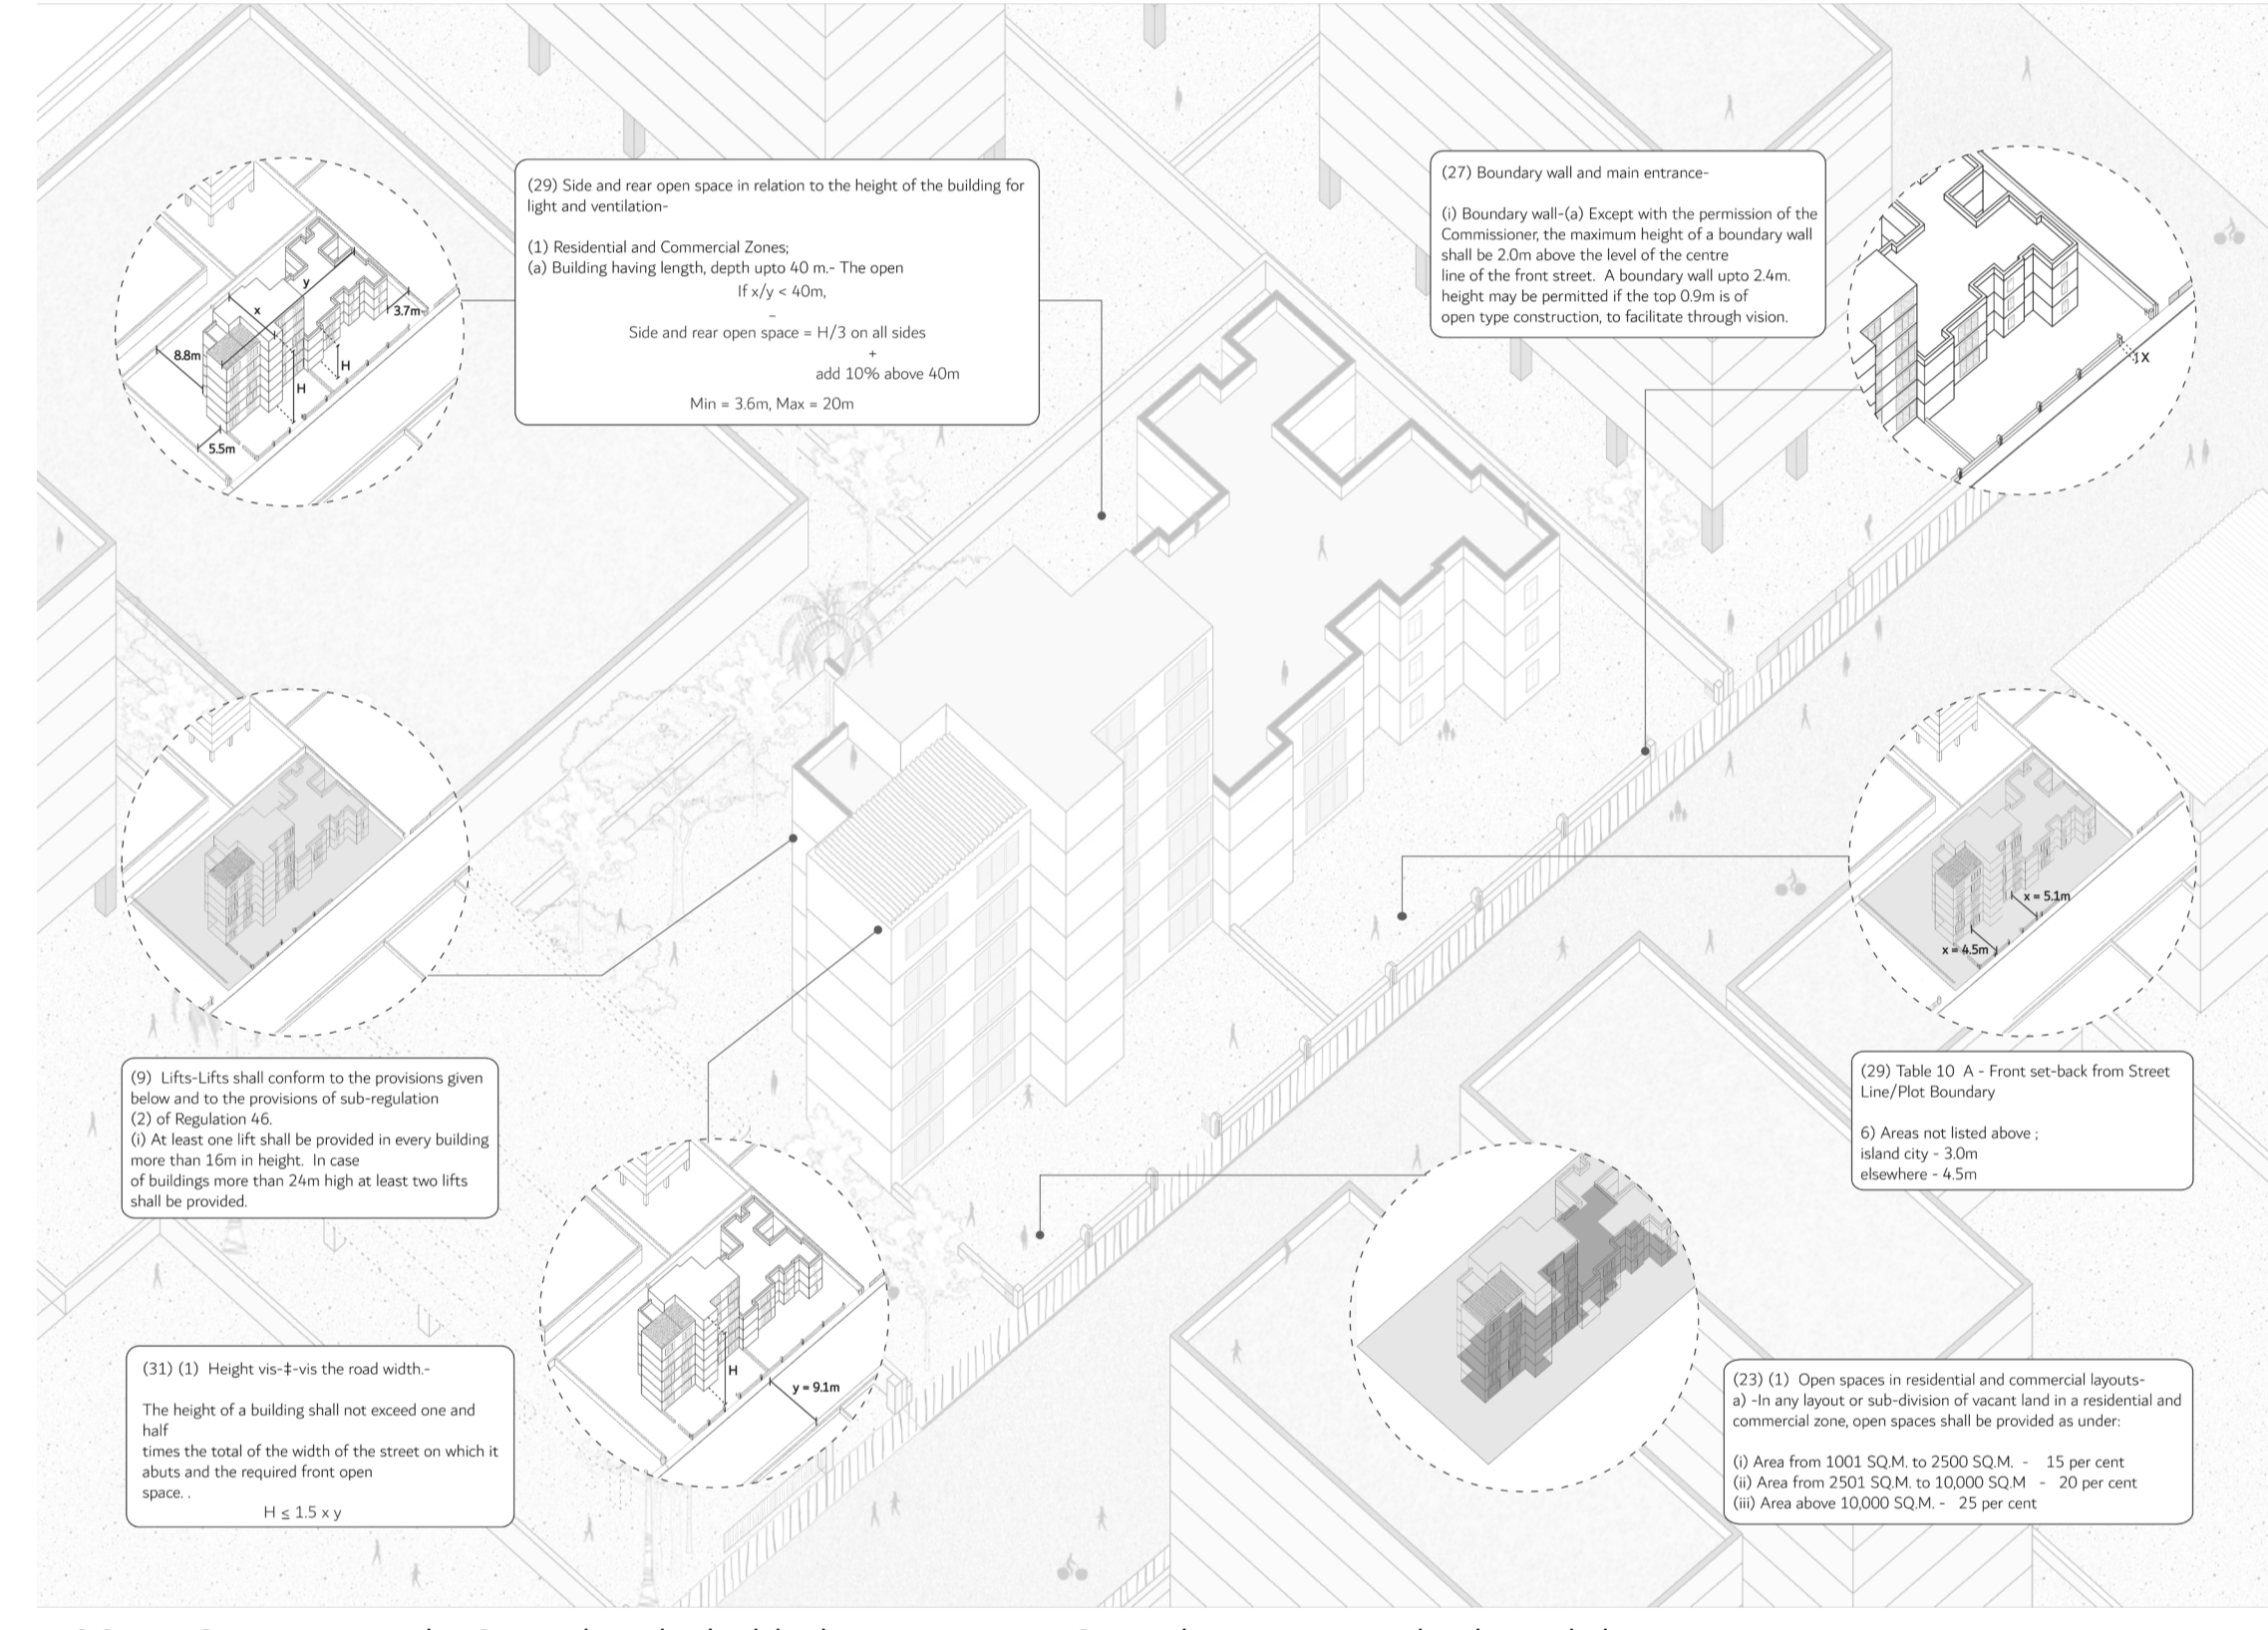 (29) Side and rear open space in relation to the height of the building for
light and ventilation-
(1) Residential and Commercial Zones;
(a) Building having length, depth upto 40 m.- The open
If x/y < 40m,
–
Side and rear open space = H/3 on all sides
+
add 10% above 40m
Min = 3.6m, Max = 20m
(27) Boundary wall and main entrance-
(i) Boundary wall-(a) Except with the permission of the
Commissioner, the maximum height of a boundary wall
shall be 2.0m above the level of the centre
line of the front street. A boundary wall upto 2.4m.
height may be permitted if the top 0.9m is of
open type construction, to facilitate through vision.
y
x
3.7m
8.8m
H
H
5.5m
X
x = 5.1m
x = 4.5m
(9) Lifts-Lifts shall conform to the provisions given
below and to the provisions of sub-regulation
(2) of Regulation 46.
(i) At least one lift shall be provided in every building
more than 16m in height. In case
of buildings more than 24m high at least two lifts
shall be provided.
(29) Table 10 A - Front set-back from Street
Line/Plot Boundary
6) Areas not listed above ;
island city - 3.0m
elsewhere - 4.5m
H
y = 9.1m
(31) (1) Height vis-‡-vis the road width.-
The height of a building shall not exceed one and
half
times the total of the width of the street on which it
abuts and the required front open
space. .
H ≤ 1.5 x y
(23) (1) Open spaces in residential and commercial layouts-
a) -In any layout or sub-division of vacant land in a residential and
commercial zone, open spaces shall be provided as under:
(i) Area from 1001 SQ.M. to 2500 SQ.M. - 15 per cent
(ii) Area from 2501 SQ.M. to 10,000 SQ.M - 20 per cent
(iii) Area above 10,000 SQ.M. - 25 per cent